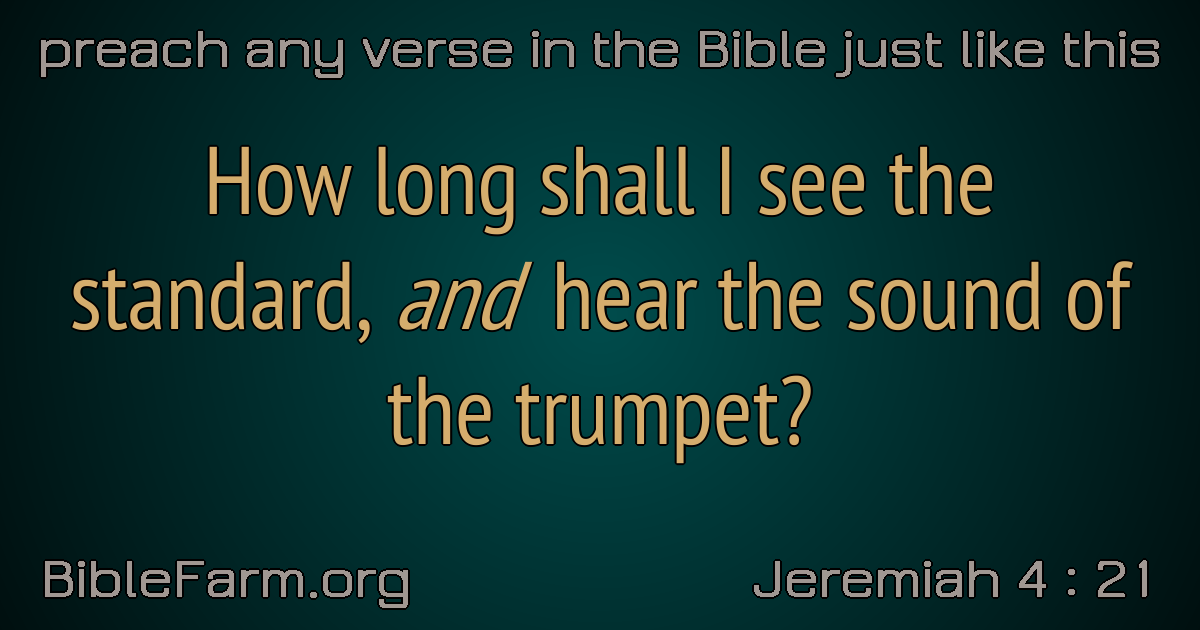 preach any verse in the Bible just like this
How long shall I see the
standard, and hear the sound of
the trumpet?
BibleFarm.org
Jeremiah 4 : 21